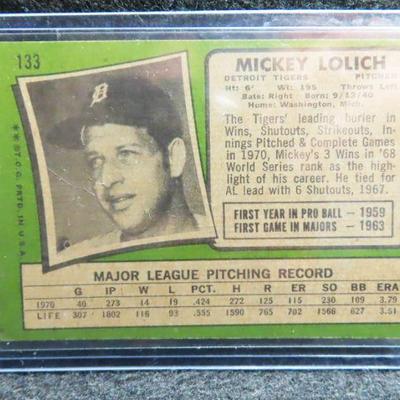 133
MICKEY LOLICH
DETROIT TIGERS PITCHER
Ht: 6' Wt: 195 Throws Left
Bats: Right Born: 9/12/40
Home: Washington, Mich.
The Tigers' leading hurler in
Wins, Shutouts, Strikeouts, In-
nings Pitched & Complete Games
in 1970, Mickey's 3 Wins in '68
World Series rank as the high-
light of his career. He tied for
AL lead with 6 Shutouts, 1967.
FIRST YEAR IN PRO BALL — 1959
FIRST GAME IN MAJORS — 1963
D
** ©T.C.G. PRTD. IN U.S.A.
MAJOR LEAGUE PITCHING RECORD
G IP W L PCT. H R ER SO BB ERA
1970 40 273 14 19 .424 272 125 115 230 109 3.79
LIFE 307 1802 116 93 .555 1590 765 702 1566 627 3.51